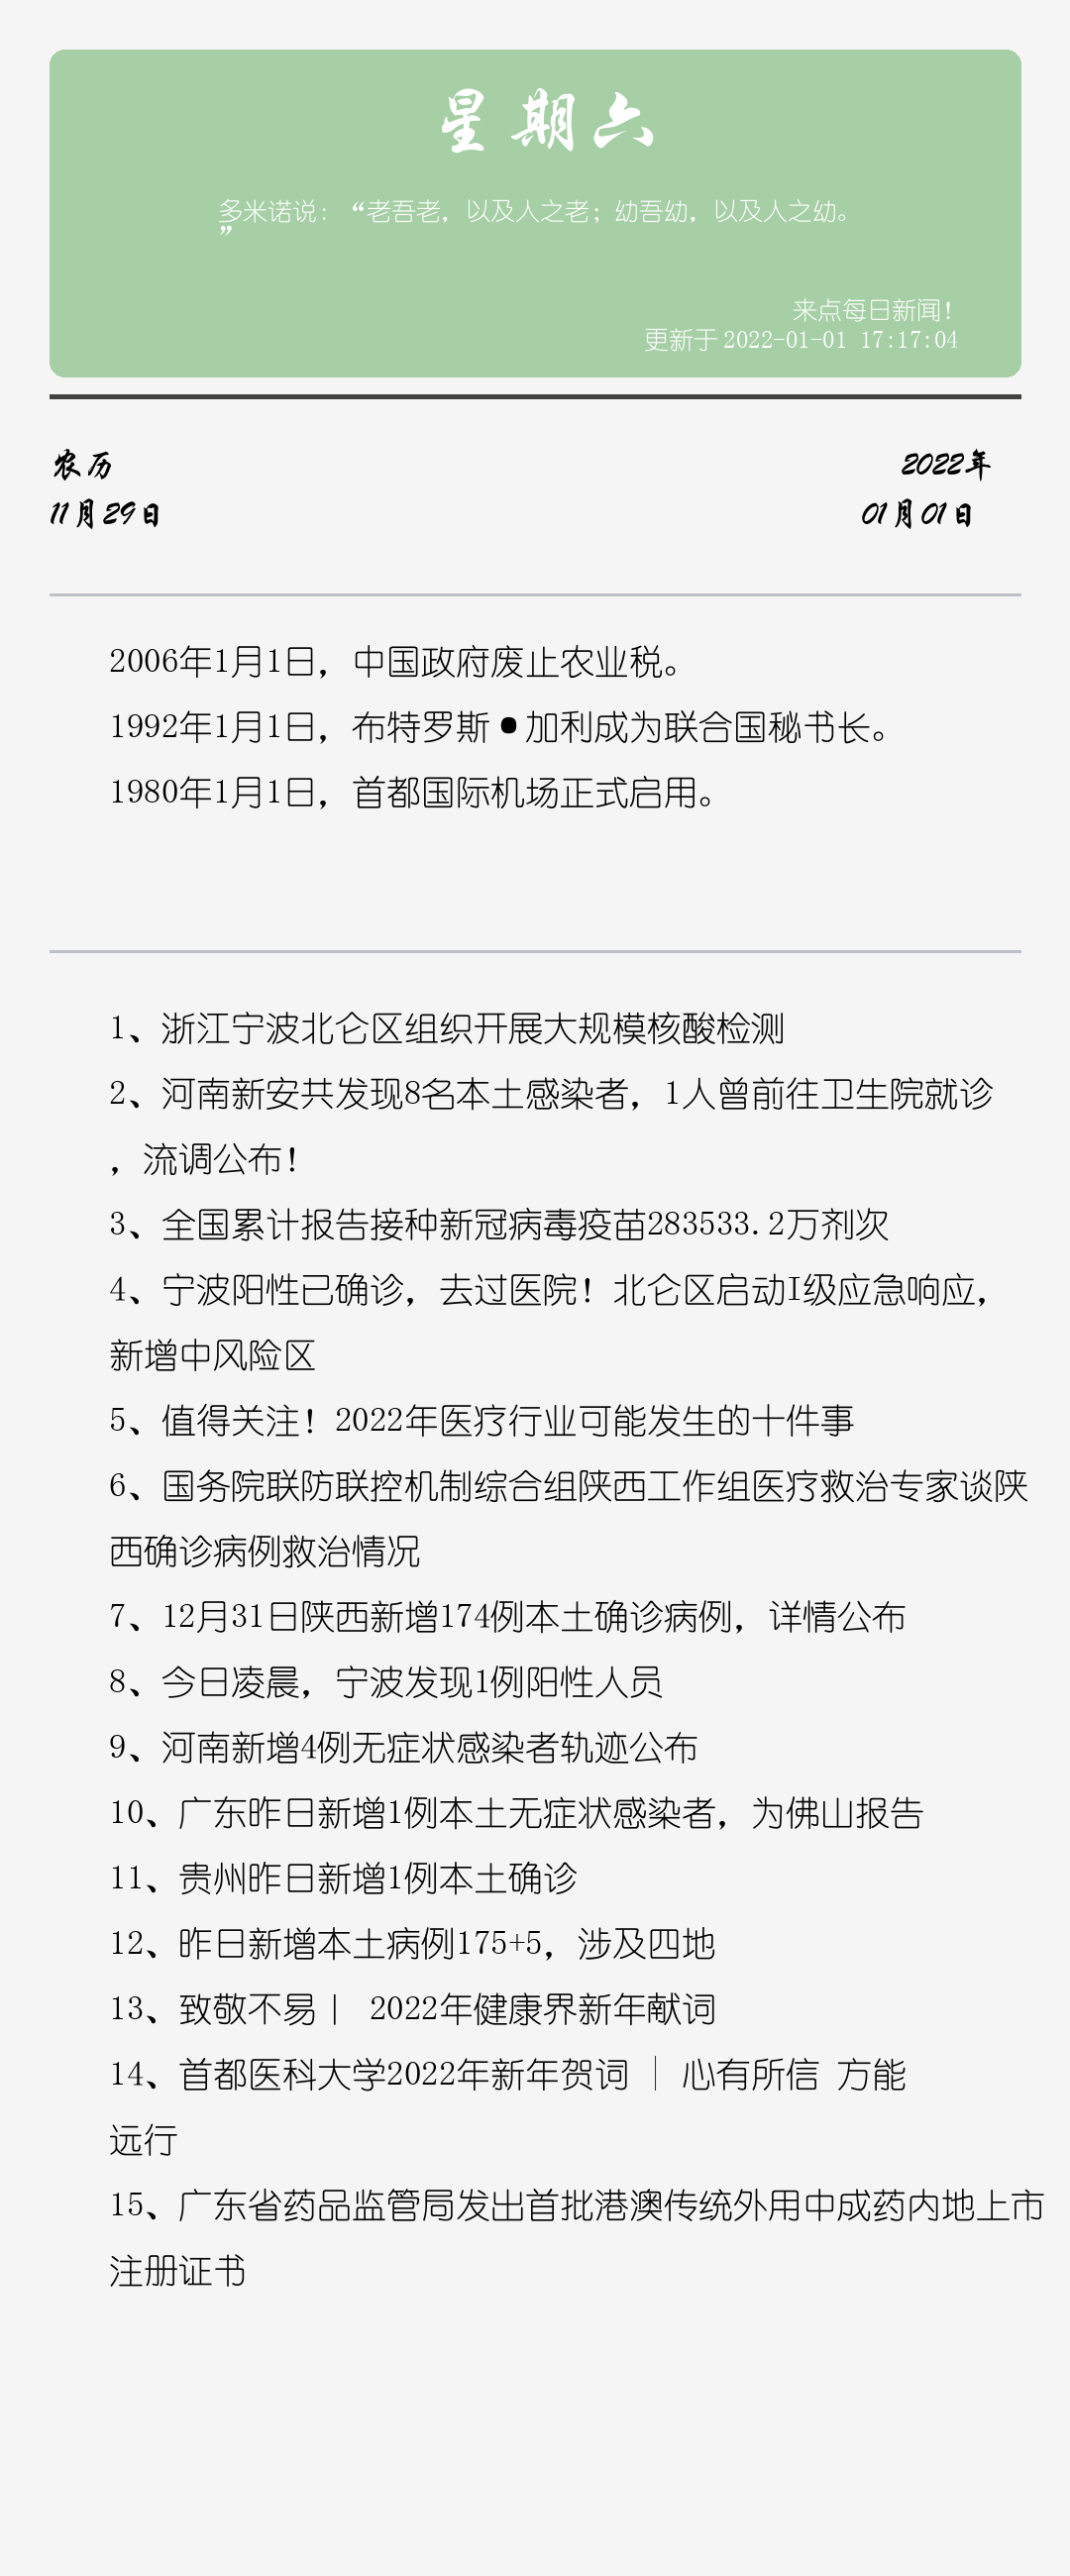 星期六
多米诺说：“老吾老，以及人之老；幼吾幼，以及人之幼。
”
来点每日新闻！
更新于 2022-01-01 17:17:04
农历
2022年
11月29日
01月01日
2006年1月1日，中国政府废止农业税。
1992年1月1日，布特罗斯•加利成为联合国秘书长。
1980年1月1日，首都国际机场正式启用。
1、浙江宁波北仑区组织开展大规模核酸检测
2、河南新安共发现8名本土感染者，1人曾前往卫生院就诊
，流调公布！
3、全国累计报告接种新冠病毒疫苗283533.2万剂次
4、宁波阳性已确诊，去过医院！北仑区启动I级应急响应，
新增中风险区
5、值得关注！2022年医疗行业可能发生的十件事
6、国务院联防联控机制综合组陕西工作组医疗救治专家谈陕
西确诊病例救治情况
7、12月31日陕西新增174例本土确诊病例，详情公布
8、今日凌晨，宁波发现1例阳性人员
9、河南新增4例无症状感染者轨迹公布
10、广东昨日新增1例本土无症状感染者，为佛山报告
11、贵州昨日新增1例本土确诊
12、昨日新增本土病例175+5，涉及四地
13、致敬不易丨 2022年健康界新年献词
14、首都医科大学2022年新年贺词 │ 心有所信 方能
远行
15、广东省药品监管局发出首批港澳传统外用中成药内地上市
注册证书